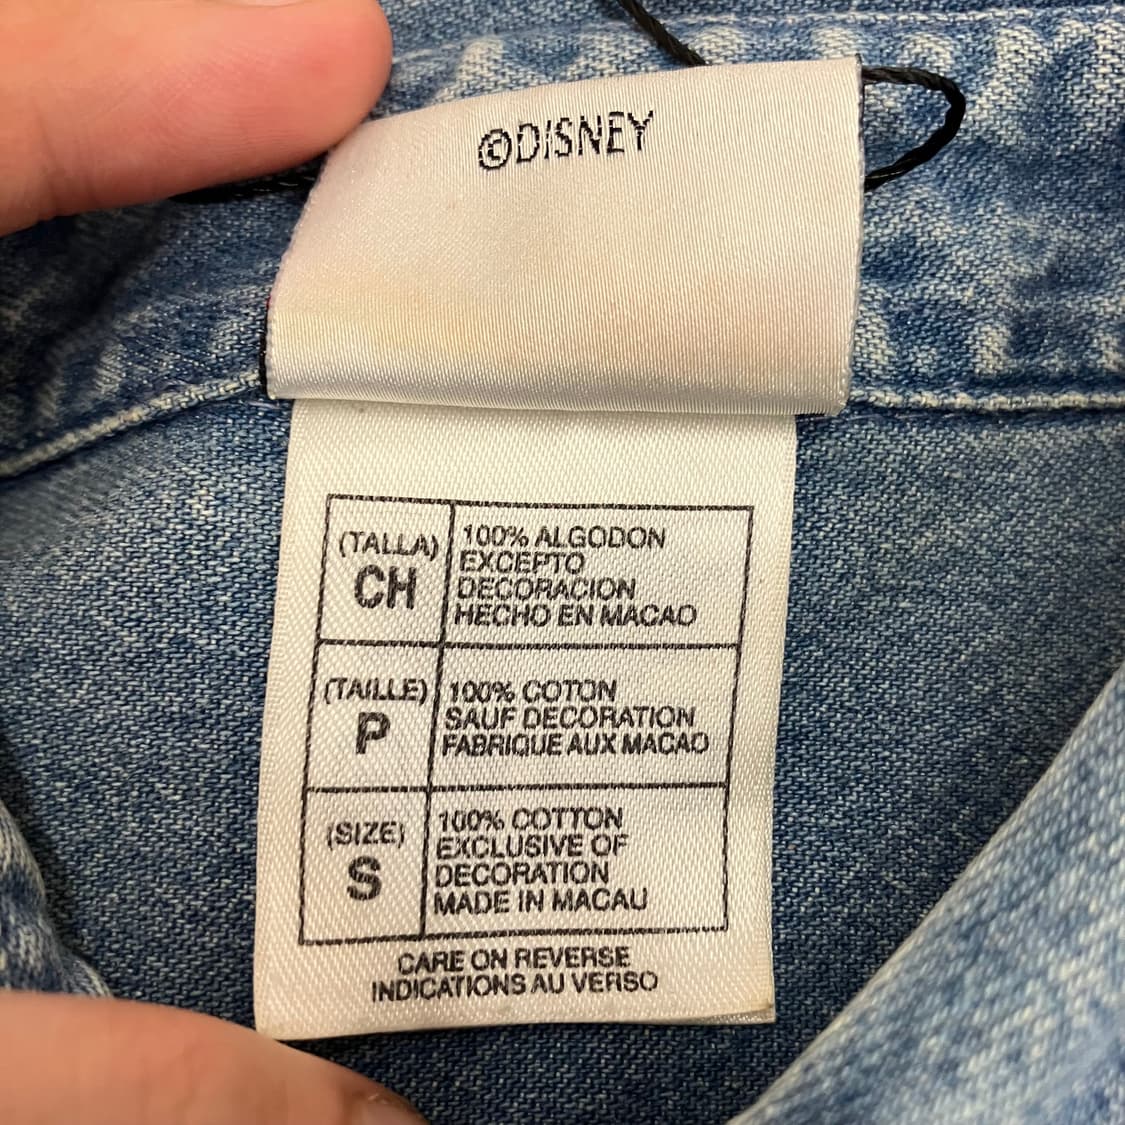 ©DISNEY
(TALLA)
CH
100% ALGODON
EXCEPTO
DECORACION
HECHO EN MACAO
(TAILLE)
P
100% COTON
SAUF DECORATION
FABRIQUE AUX MACAO
(SIZE)
S
100% COTTON
EXCLUSIVE OF
DECORATION
MADE IN MACAU
CARE ON REVERSE
INDICATIONS AU VERSO